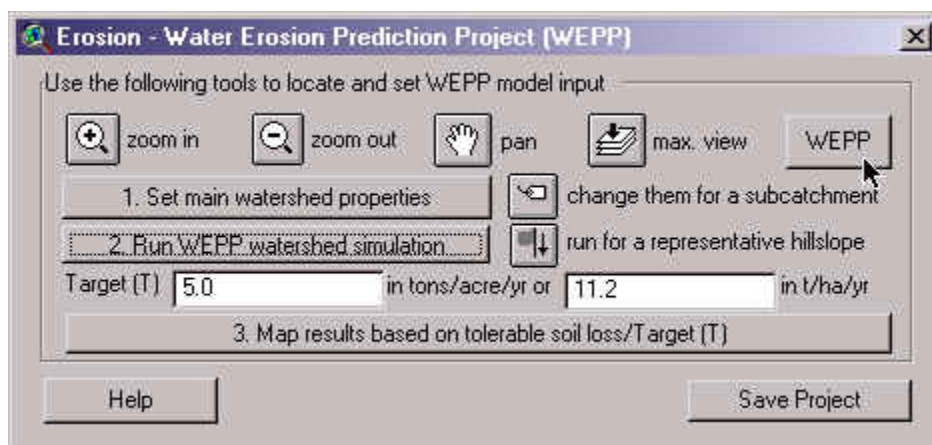 Erosion - Water Erosion Prediction Project (WEPP)
Use the following tools to locate and set WEPP model input
zoom in zoom out pan max. view WEPP
1. Set main watershed properties change them for a subcatchment
2. Run WEPP watershed simulation run for a representative hillslope
Target (T) 5.0 in tons/acre/yr or 11.2 in t/ha/yr
3. Map results based on tolerable soil loss/Target (T)
Help Save Project